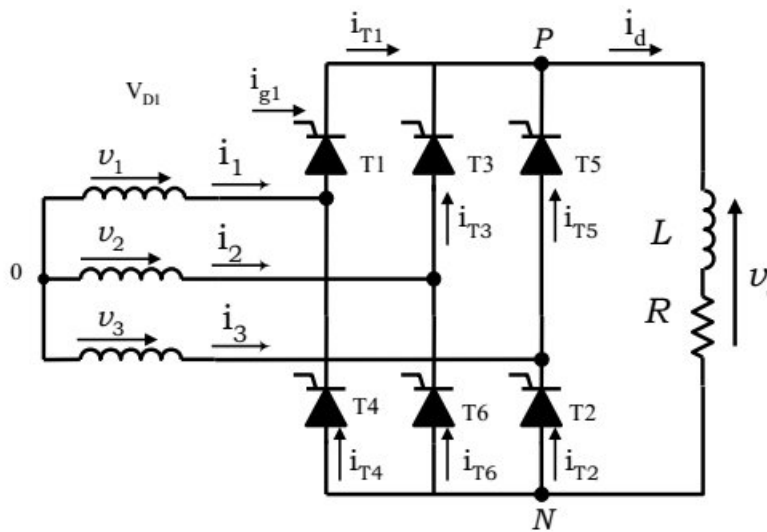 i_T1
P
i_d
V_D1
i_g1
v_1
i_1
T1
T3
T5
v_2
i_2
i_T3
i_T5
L
0
v_3
i_3
R
T4
T6
T2
i_T4
i_T6
i_T2
N